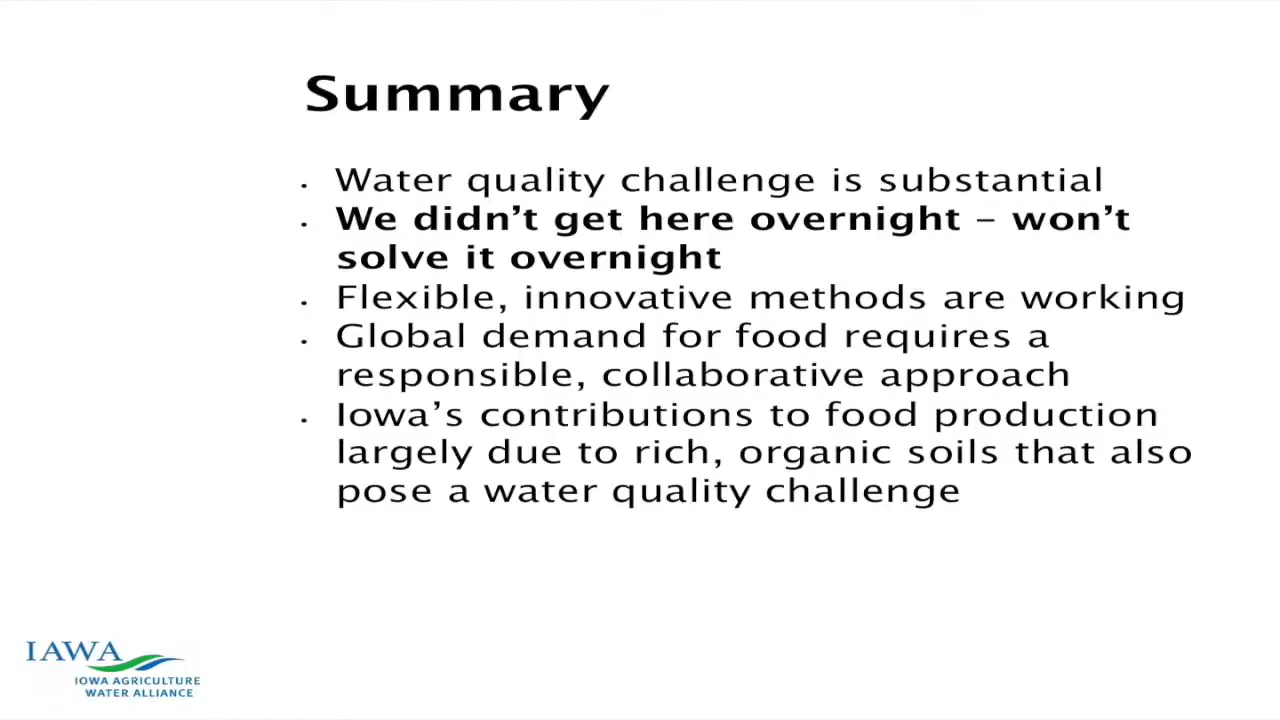 Summary
• Water quality challenge is substantial
• We didn’t get here overnight – won’t
solve it overnight
• Flexible, innovative methods are working
• Global demand for food requires a
responsible, collaborative approach
• Iowa’s contributions to food production
largely due to rich, organic soils that also
pose a water quality challenge
IAWA
IOWA AGRICULTURE
WATER ALLIANCE